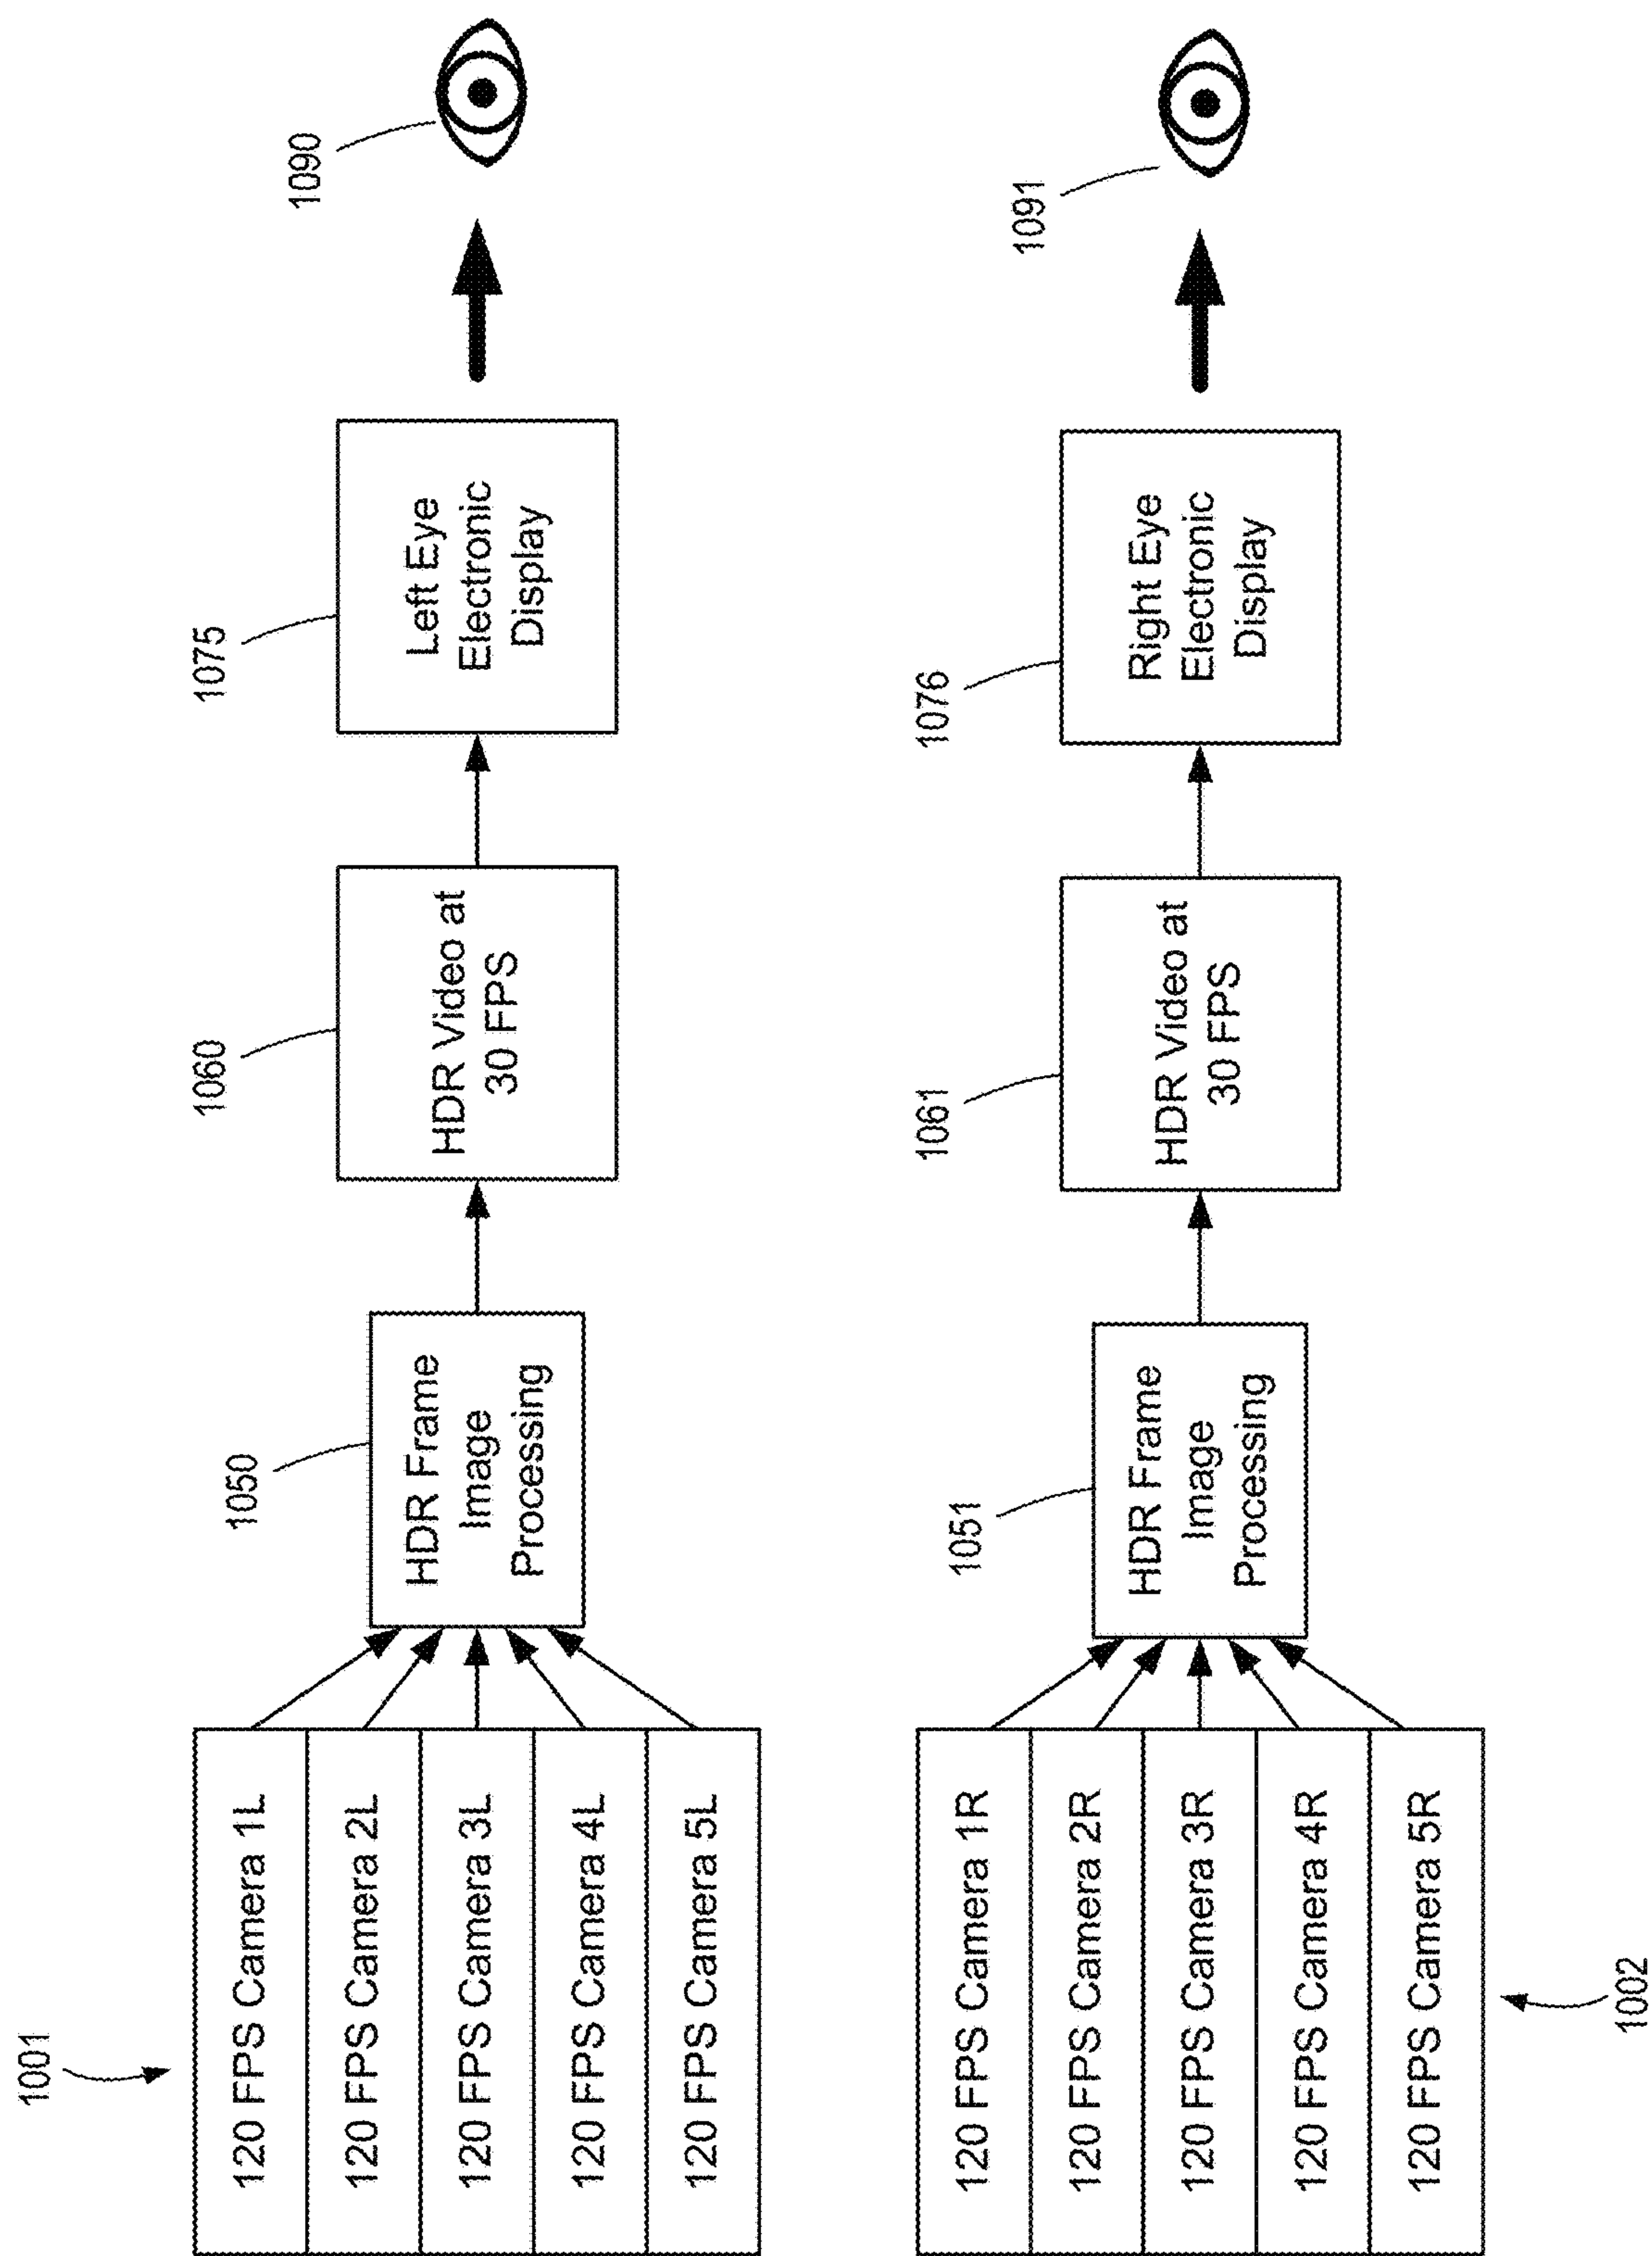 1001
120 FPS Camera 1L
120 FPS Camera 2L
120 FPS Camera 3L
120 FPS Camera 4L
120 FPS Camera 5L
1050
HDR Frame
Image
Processing
1060
HDR Video at
30 FPS
1075
Left Eye
Electronic
Display
1090
120 FPS Camera 1R
120 FPS Camera 2R
120 FPS Camera 3R
120 FPS Camera 4R
120 FPS Camera 5R
1002
1051
HDR Frame
Image
Processing
1061
HDR Video at
30 FPS
1076
Right Eye
Electronic
Display
1091